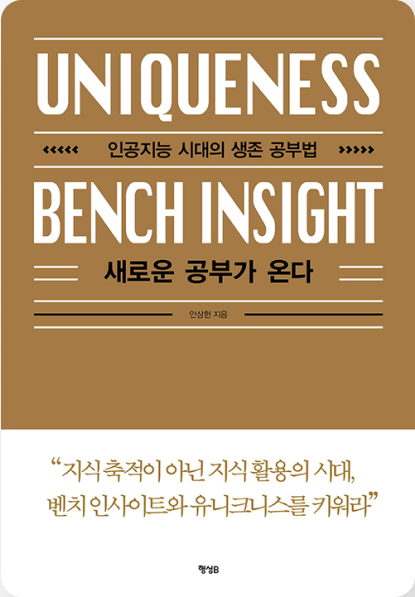 UNIQUENESS
<<<<< 인공지능 시대의 생존 공부법 >>>>>
BENCH INSIGHT
새로운 공부가 온다
안상헌 지음
“지식 축적이 아닌 지식 활용의 시대,
벤치 인사이트와 유니크니스를 키워라”
행성B